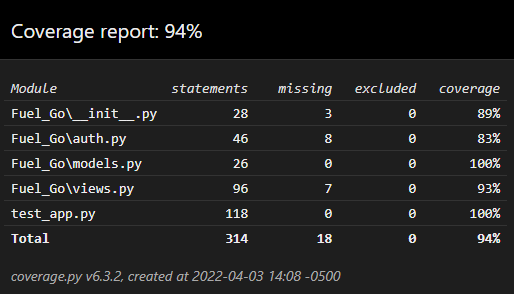 Coverage report: 94%
Module statements missing excluded coverage
Fuel_Go\__init__.py 28 3 0 89%
Fuel_Go\auth.py 46 8 0 83%
Fuel_Go\models.py 26 0 0 100%
Fuel_Go\views.py 96 7 0 93%
test_app.py 118 0 0 100%
Total 314 18 0 94%
coverage.py v6.3.2, created at 2022-04-03 14:08 -0500